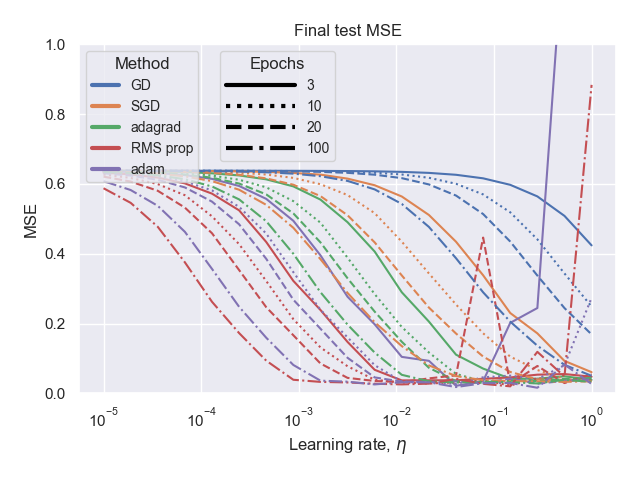 Final test MSE
1.0
0.8
0.6
0.4
0.2
0.0
MSE
Method
GD
SGD
adagrad
RMS prop
adam
Epochs
3
10
20
100
10⁻⁵ 10⁻⁴ 10⁻³ 10⁻² 10⁻¹ 10⁰
Learning rate, η